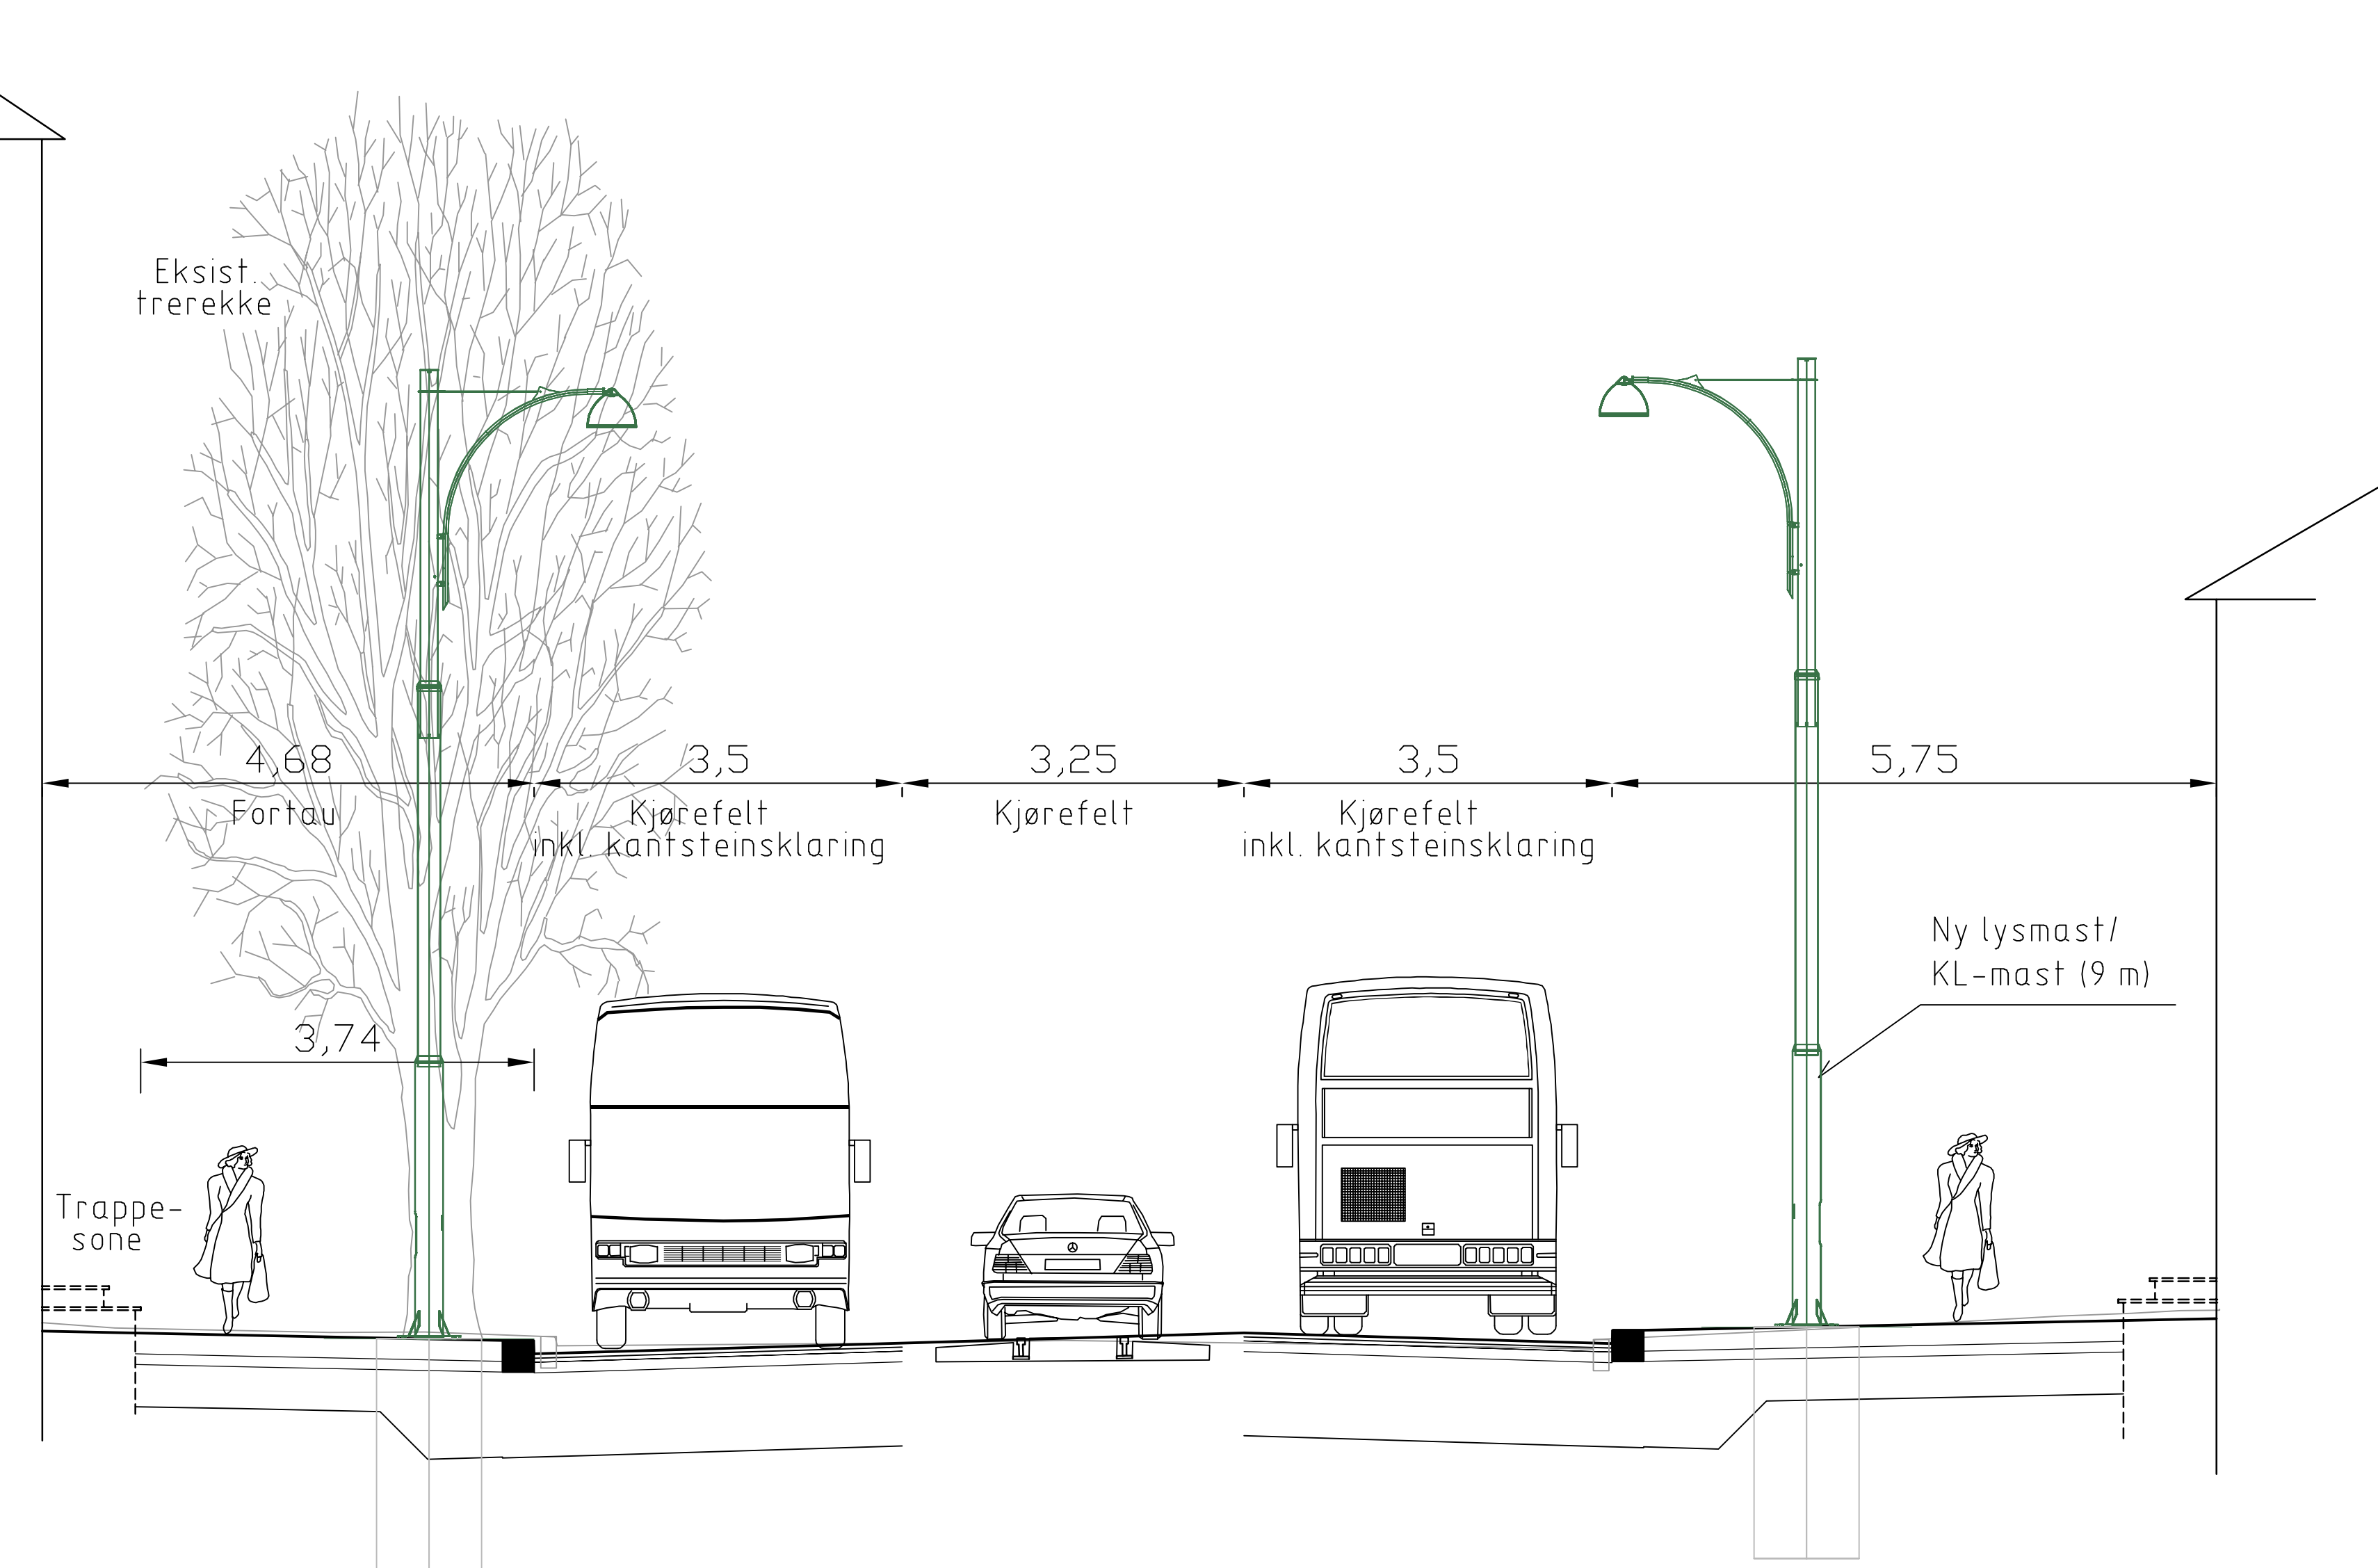 Eksist.
trerekke
4,68
3,5
3,25
3,5
5,75
Fortau
Kjørefelt
inkl. kantsteinsklaring
Kjørefelt
Kjørefelt
inkl. kantsteinsklaring
Ny lysmast/
KL-mast (9 m)
3,74
Trappe-
sone